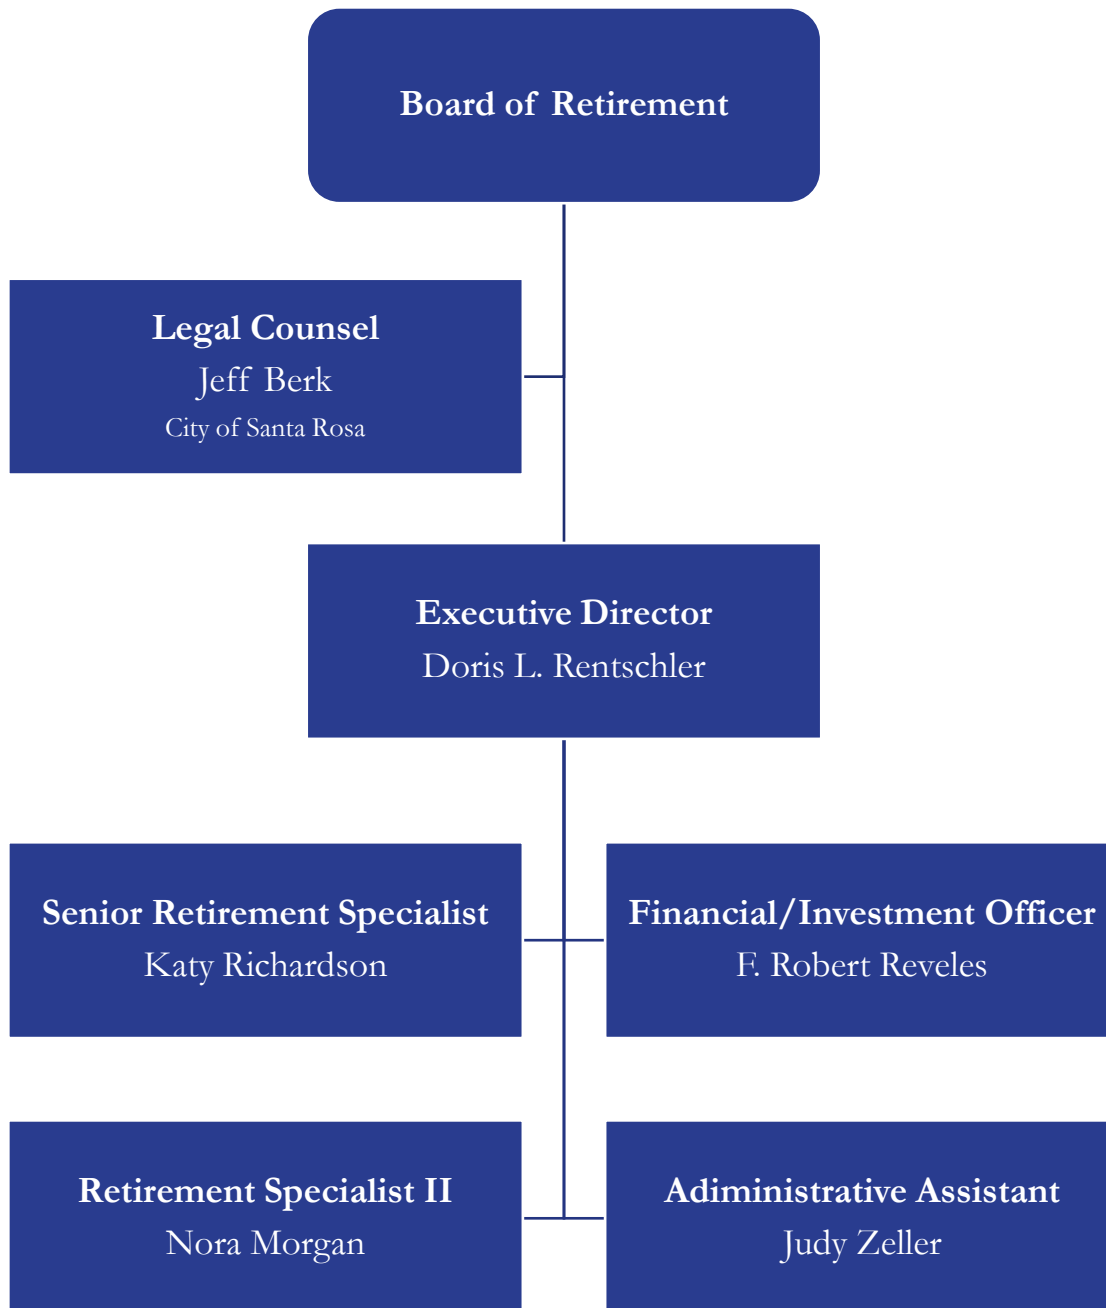 Board of Retirement
Legal Counsel
Jeff Berk
City of Santa Rosa
Executive Director
Doris L. Rentschler
Senior Retirement Specialist
Katy Richardson
Financial/Investment Officer
F. Robert Reveles
Retirement Specialist II
Nora Morgan
Adiministrative Assistant
Judy Zeller